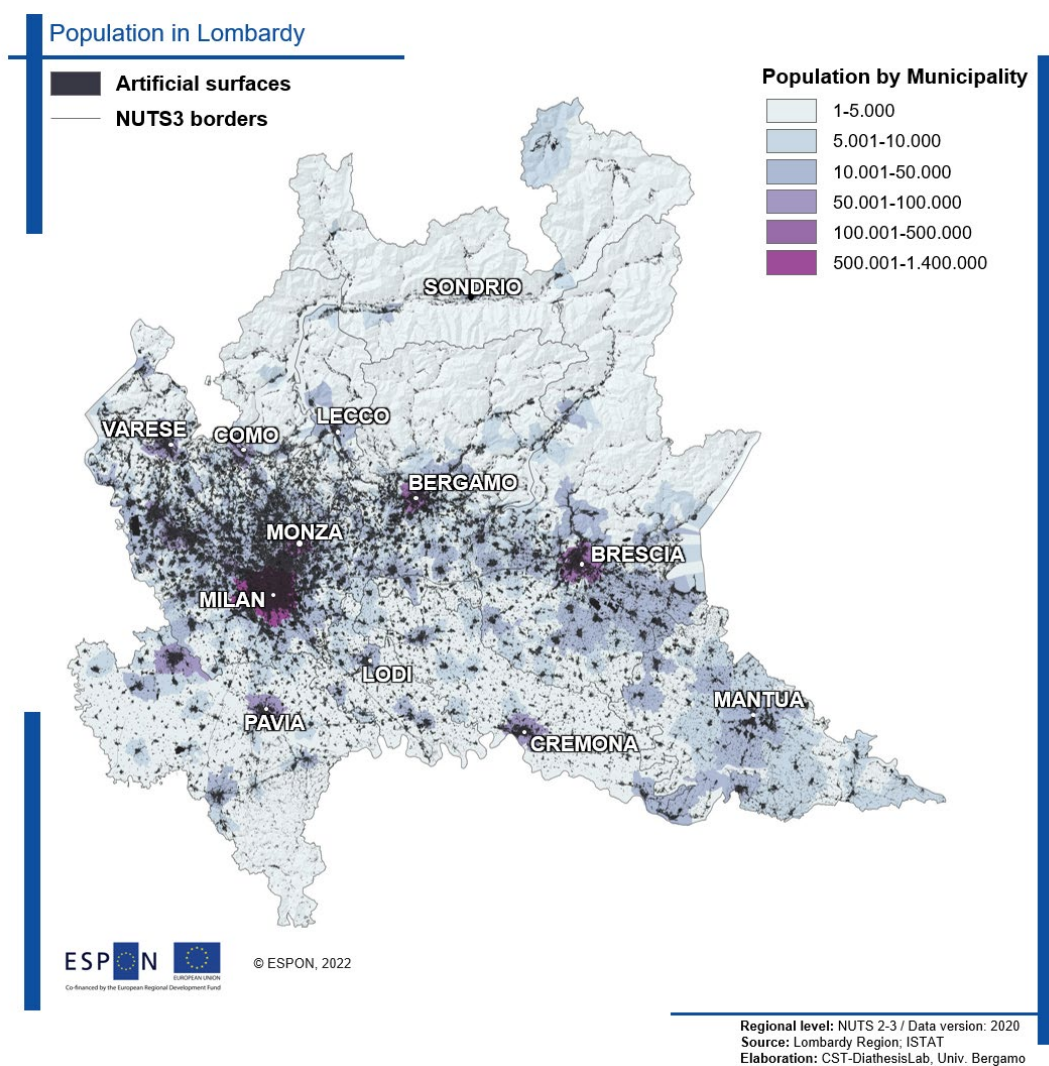 Population in Lombardy
Artificial surfaces
NUTS3 borders
Population by Municipality
1-5.000
5.001-10.000
10.001-50.000
50.001-100.000
100.001-500.000
500.001-1.400.000
SONDRIO
LECCO
VARESE
COMO
BERGAMO
MONZA
BRESCIA
MILAN
LODI
MANTUA
PAVIA
CREMONA
ESPON
EUROPEAN UNION
Co-financed by the European Regional Development Fund
© ESPON, 2022
Regional level: NUTS 2-3 / Data version: 2020
Source: Lombardy Region; ISTAT
Elaboration: CST-DiathesisLab, Univ. Bergamo